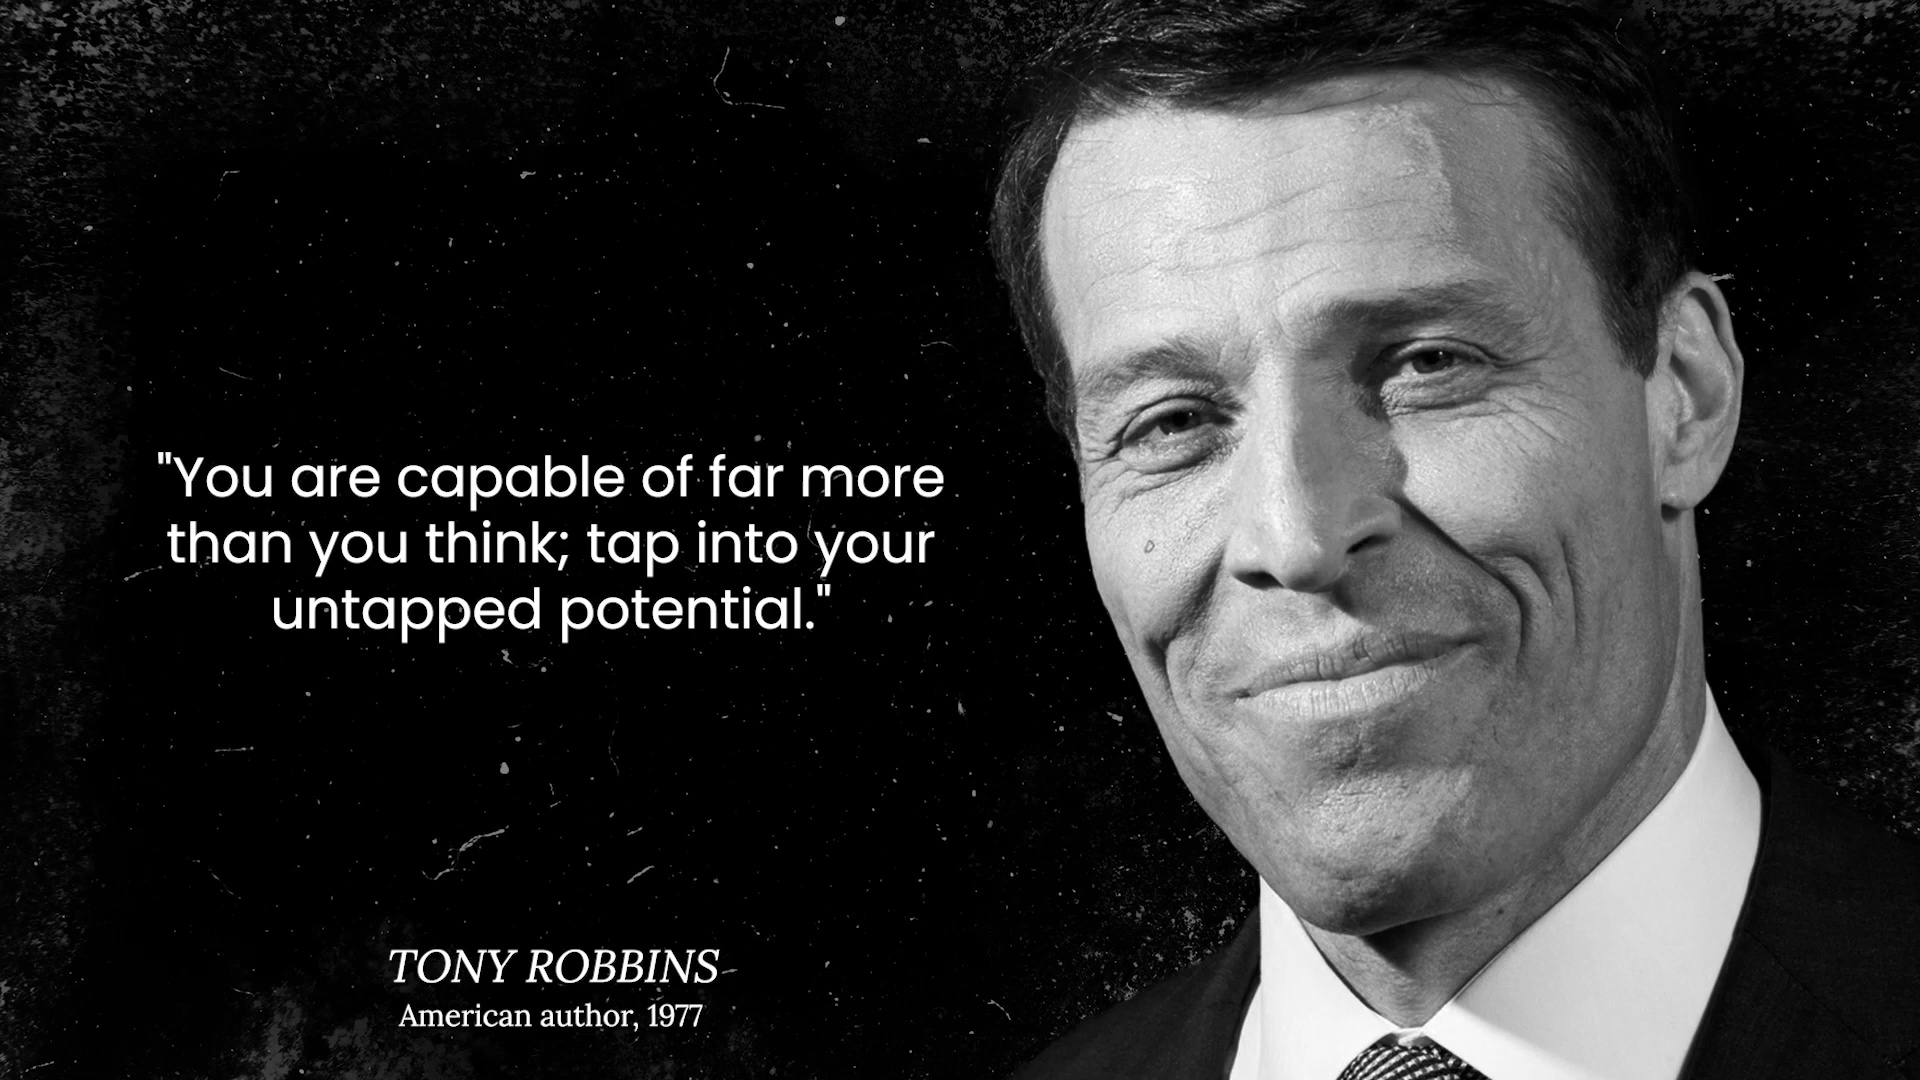 "You are capable of far more
than you think; tap into your
untapped potential."
TONY ROBBINS
American author, 1977